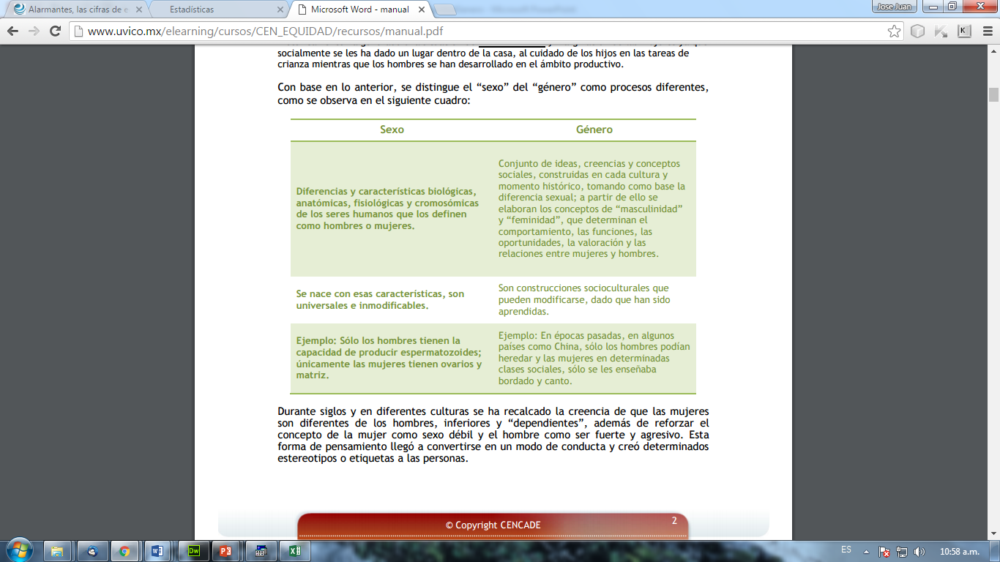 Alarmantes, las cifras de e
Estadísticas
Microsoft Word - manual
Jose Juan
www.uvico.mx/elearning/cursos/CEN_EQUIDAD/recursos/manual.pdf
socialmente se les ha dado un lugar dentro de la casa, al cuidado de los hijos en las tareas de
crianza mientras que los hombres se han desarrollado en el ámbito productivo.
Con base en lo anterior, se distingue el “sexo” del “género” como procesos diferentes,
como se observa en el siguiente cuadro:
Sexo
Género
Diferencias y características biológicas,
anatómicas, fisiológicas y cromosómicas
de los seres humanos que los definen
como hombres o mujeres.
Conjunto de ideas, creencias y conceptos
sociales, construidas en cada cultura y
momento histórico, tomando como base la
diferencia sexual; a partir de ello se
elaboran los conceptos de “masculinidad”
y “feminidad”, que determinan el
comportamiento, las funciones, las
oportunidades, la valoración y las
relaciones entre mujeres y hombres.
Se nace con esas características, son
universales e inmodificables.
Son construcciones socioculturales que
pueden modificarse, dado que han sido
aprendidas.
Ejemplo: Sólo los hombres tienen la
capacidad de producir espermatozoides;
únicamente las mujeres tienen ovarios y
matriz.
Ejemplo: En épocas pasadas, en algunos
países como China, sólo los hombres podían
heredar y las mujeres en determinadas
clases sociales, sólo se les enseñaba
bordado y canto.
Durante siglos y en diferentes culturas se ha recalcado la creencia de que las mujeres
son diferentes de los hombres, inferiores y “dependientes”, además de reforzar el
concepto de la mujer como sexo débil y el hombre como ser fuerte y agresivo. Esta
forma de pensamiento llegó a convertirse en un modo de conducta y creó determinados
estereotipos o etiquetas a las personas.
© Copyright CENCADE
2
ES
10:58 a.m.